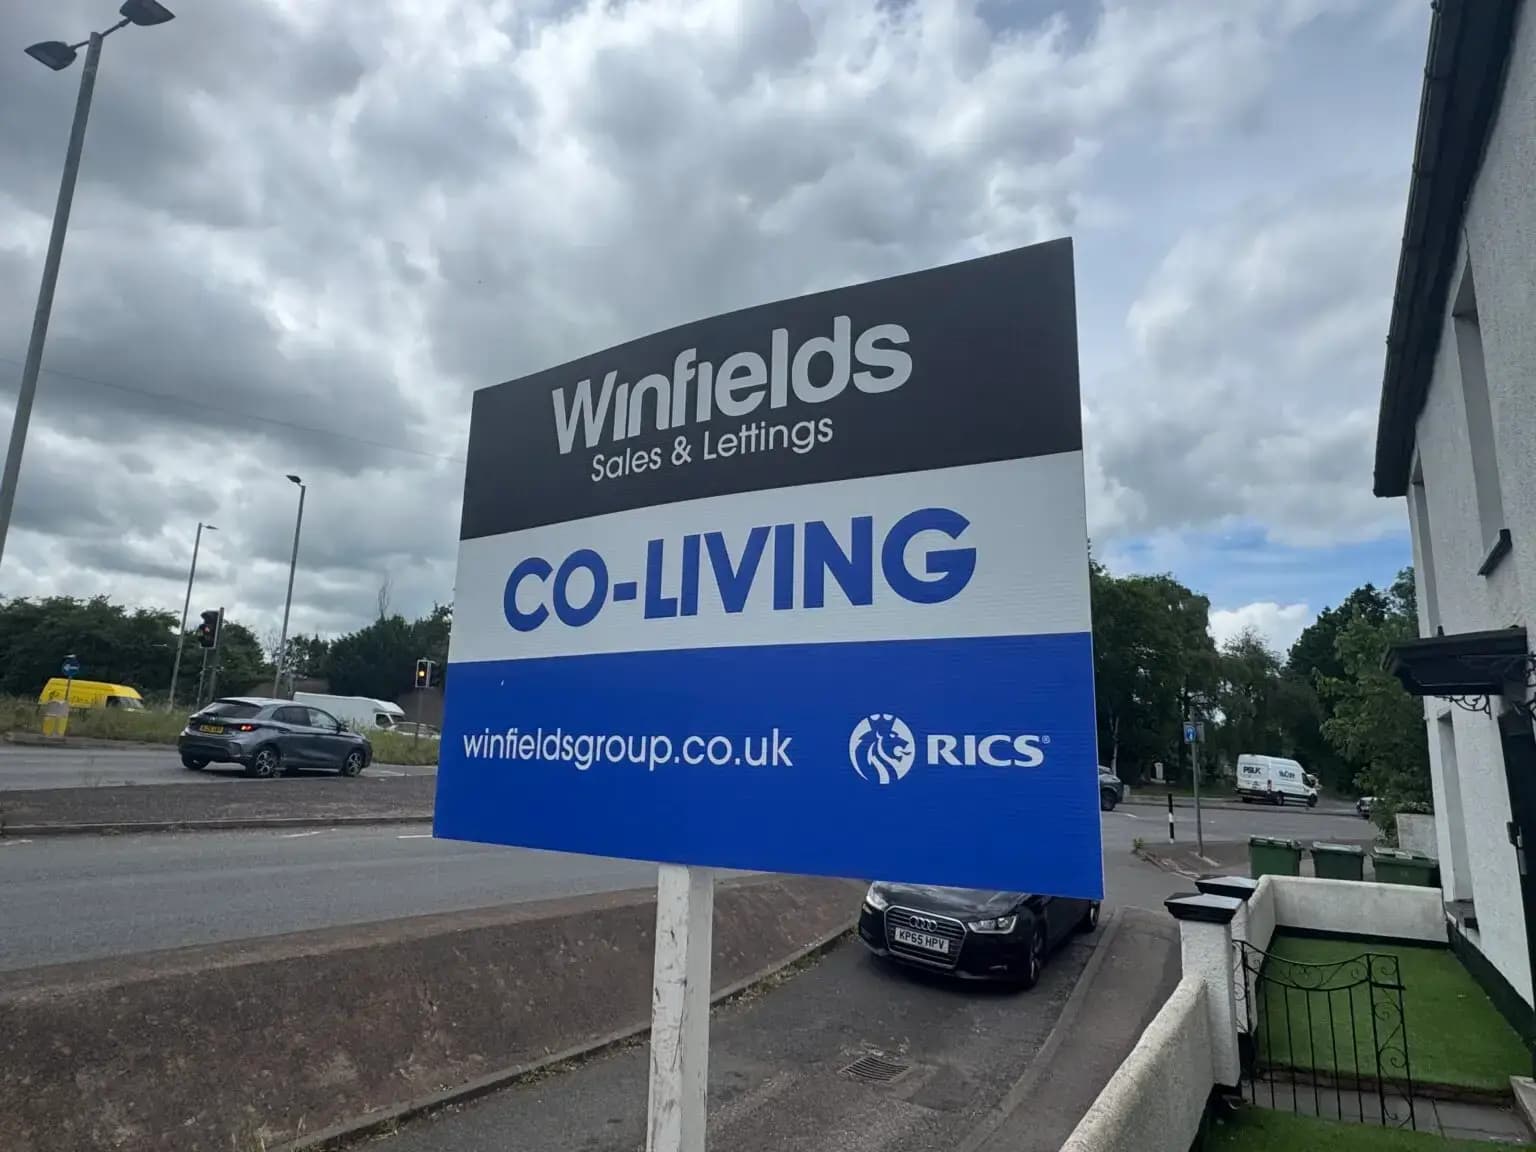 Winfields
Sales & Lettings
CO-LIVING
winfieldsgroup.co.uk
RICS®
KP65 HPV